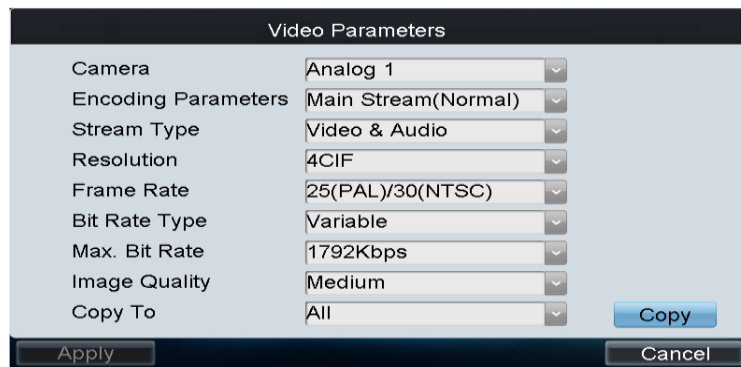 Video Parameters
Camera Analog 1
Encoding Parameters Main Stream(Normal)
Stream Type Video & Audio
Resolution 4CIF
Frame Rate 25(PAL)/30(NTSC)
Bit Rate Type Variable
Max. Bit Rate 1792Kbps
Image Quality Medium
Copy To All Copy
Apply Cancel